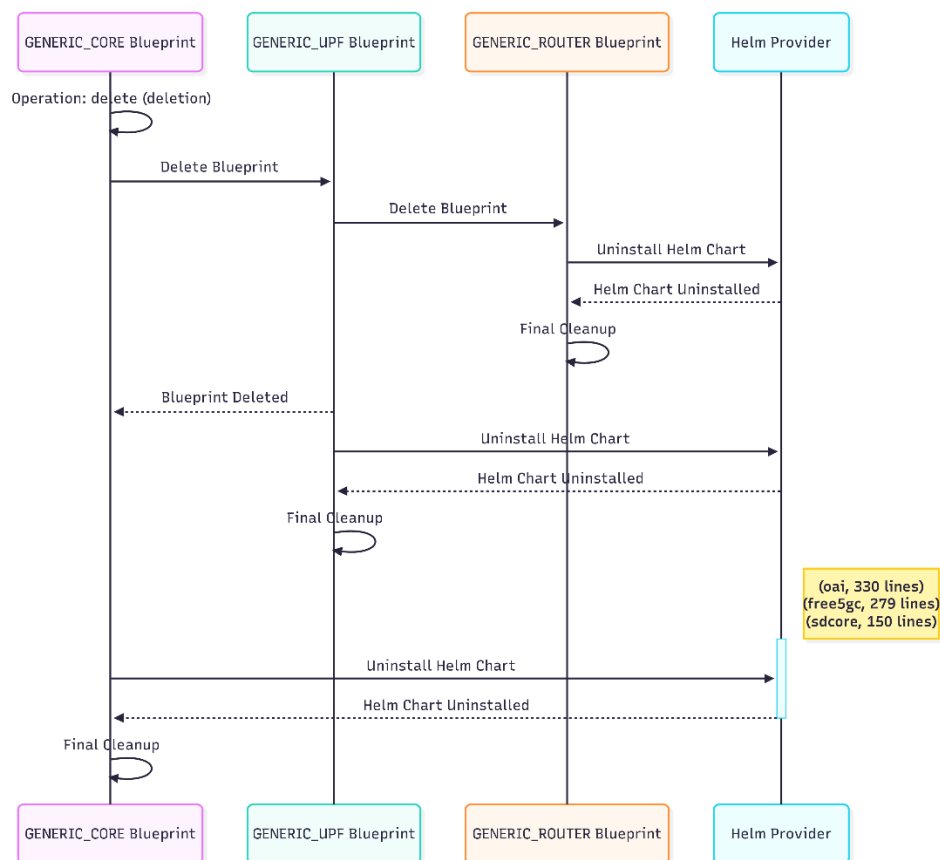 GENERIC_CORE Blueprint
GENERIC_UPF Blueprint
GENERIC_ROUTER Blueprint
Helm Provider
Operation: delete (deletion)
Delete Blueprint
Delete Blueprint
Uninstall Helm Chart
Helm Chart Uninstalled
Final Cleanup
Blueprint Deleted
Uninstall Helm Chart
Helm Chart Uninstalled
Final Cleanup
(oai, 330 lines)
(free5gc, 279 lines)
(sdcore, 150 lines)
Uninstall Helm Chart
Helm Chart Uninstalled
Final Cleanup
GENERIC_CORE Blueprint
GENERIC_UPF Blueprint
GENERIC_ROUTER Blueprint
Helm Provider